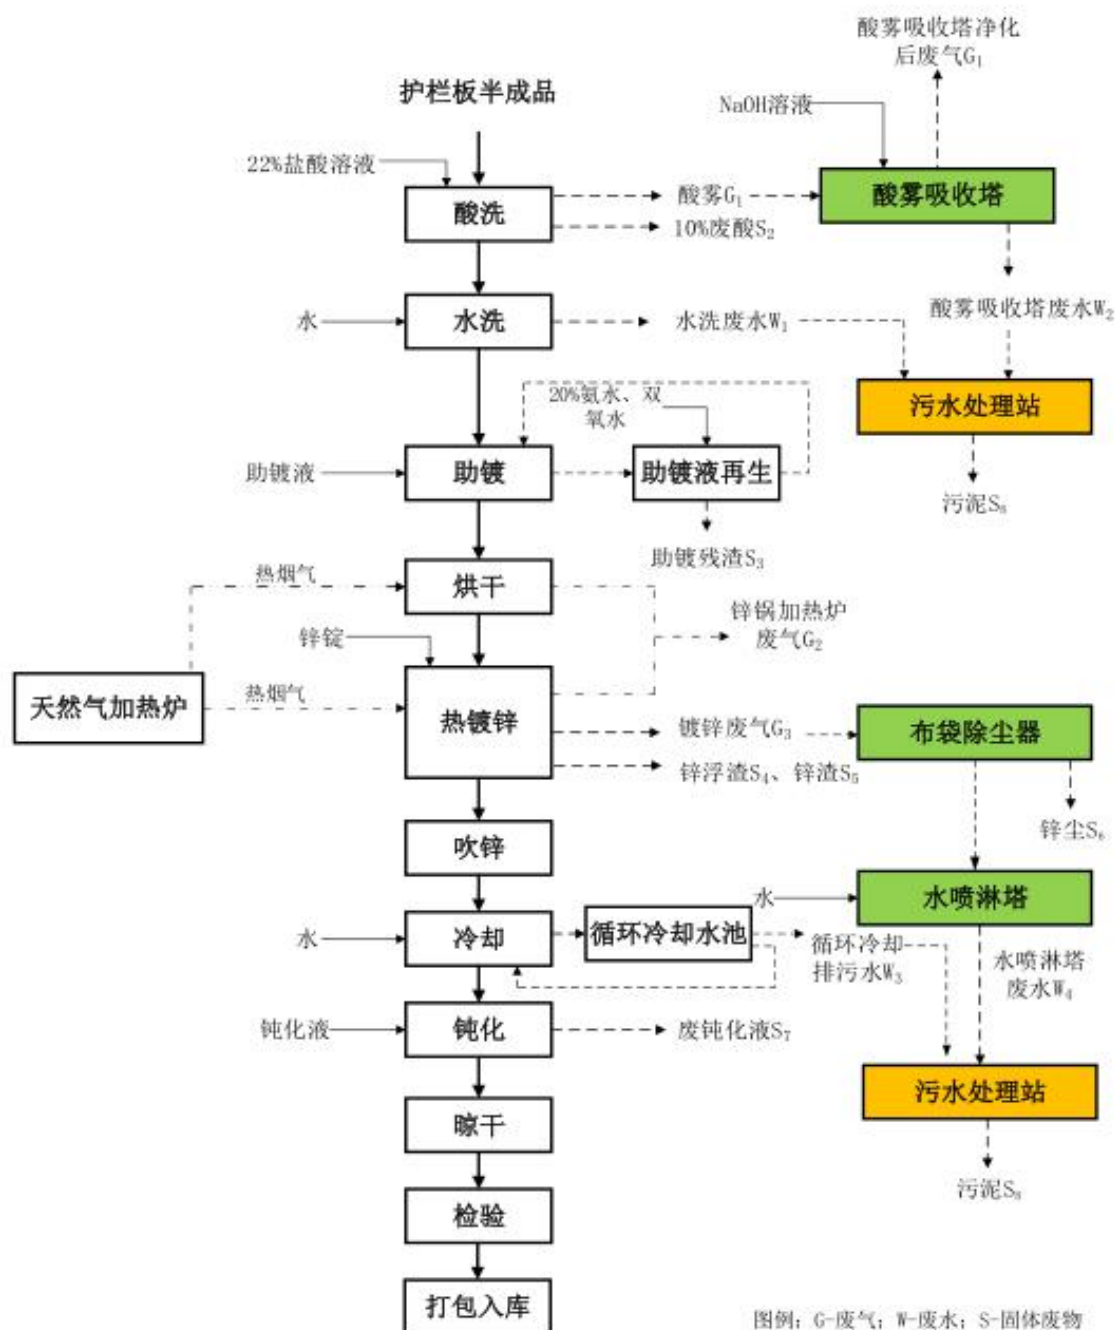 酸雾吸收塔净化
后废气G₁
护栏板半成品
NaOH溶液
22%盐酸溶液
酸洗
酸雾G₁
酸雾吸收塔
10%废酸S₂
水
水洗
水洗废水W₁
酸雾吸收塔废水W₂
20%氨水、双
氧水
污水处理站
助镀液
助镀
助镀液再生
污泥S₈
助镀残渣S₃
热烟气
烘干
锌锅加热炉
废气G₂
锌锭
天然气加热炉
热烟气
热镀锌
镀锌废气G₃
布袋除尘器
锌浮渣S₄、锌渣S₅
锌尘S₆
吹锌
水
水喷淋塔
水
冷却
循环冷却水池
循环冷却
排污水W₃
水喷淋塔
废水W₄
钝化液
钝化
废钝化液S₇
污水处理站
晾干
污泥S₈
检验
打包入库
图例：G-废气；W-废水；S-固体废物